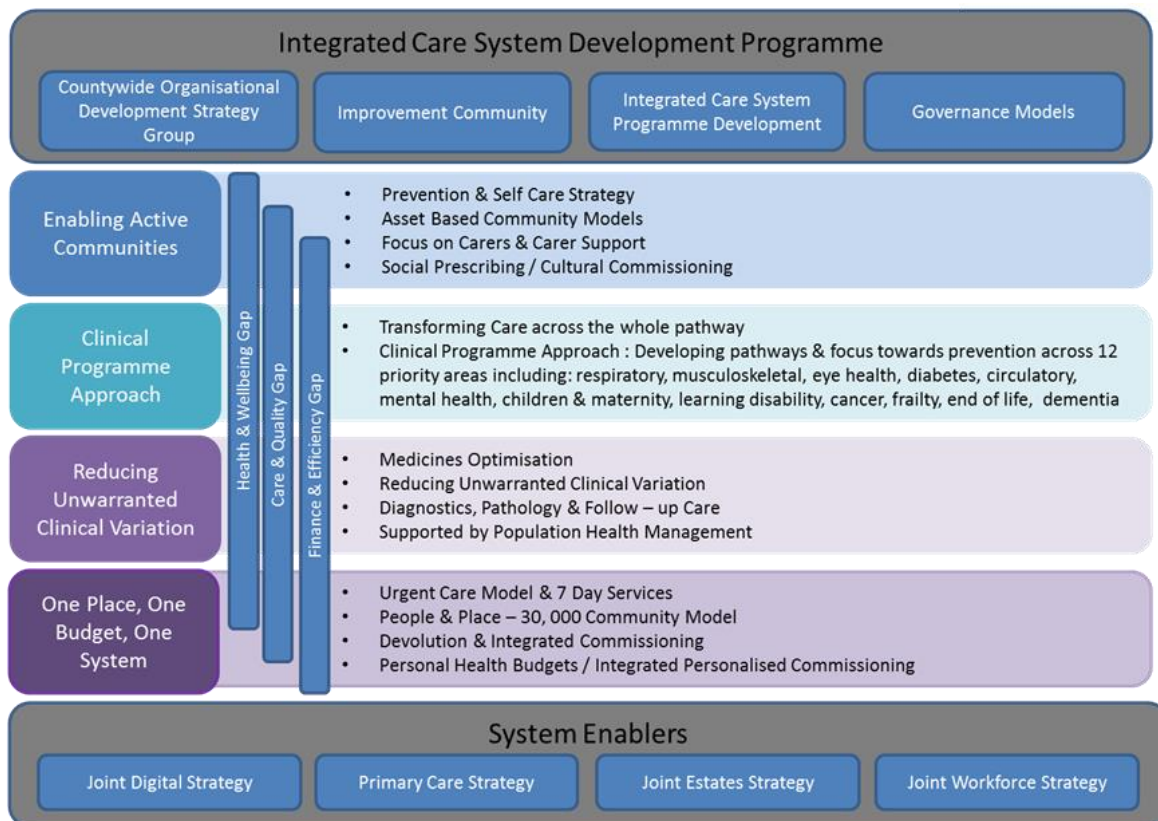 Integrated Care System Development Programme
Countywide Organisational
Development Strategy
Group
Improvement Community
Integrated Care System
Programme Development
Governance Models
Enabling Active
Communities
• Prevention & Self Care Strategy
• Asset Based Community Models
• Focus on Carers & Carer Support
• Social Prescribing / Cultural Commissioning
Clinical
Programme
Approach
• Transforming Care across the whole pathway
• Clinical Programme Approach : Developing pathways & focus towards prevention across 12
priority areas including: respiratory, musculoskeletal, eye health, diabetes, circulatory,
mental health, children & maternity, learning disability, cancer, frailty, end of life, dementia
Reducing
Unwarranted
Clinical Variation
• Medicines Optimisation
• Reducing Unwarranted Clinical Variation
• Diagnostics, Pathology & Follow – up Care
• Supported by Population Health Management
One Place, One
Budget, One
System
• Urgent Care Model & 7 Day Services
• People & Place – 30, 000 Community Model
• Devolution & Integrated Commissioning
• Personal Health Budgets / Integrated Personalised Commissioning
Health & Wellbeing Gap
Care & Quality Gap
Finance & Efficiency Gap
System Enablers
Joint Digital Strategy
Primary Care Strategy
Joint Estates Strategy
Joint Workforce Strategy